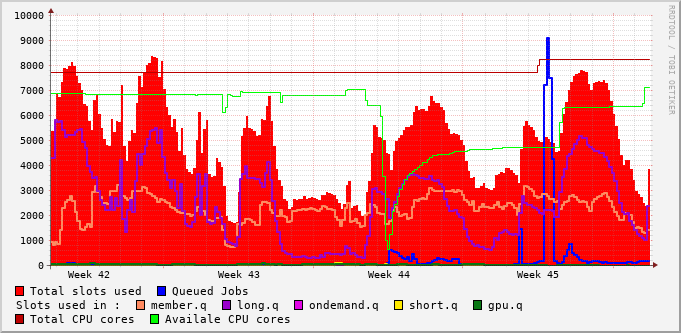 10000
9000
8000
7000
6000
5000
4000
3000
2000
1000
0
Week 42 Week 43 Week 44 Week 45
Total slots used Queued Jobs
Slots used in : member.q long.q ondemand.q short.q gpu.q
Total CPU cores Availale CPU cores
RRDTOOL / TOBI OETIKER